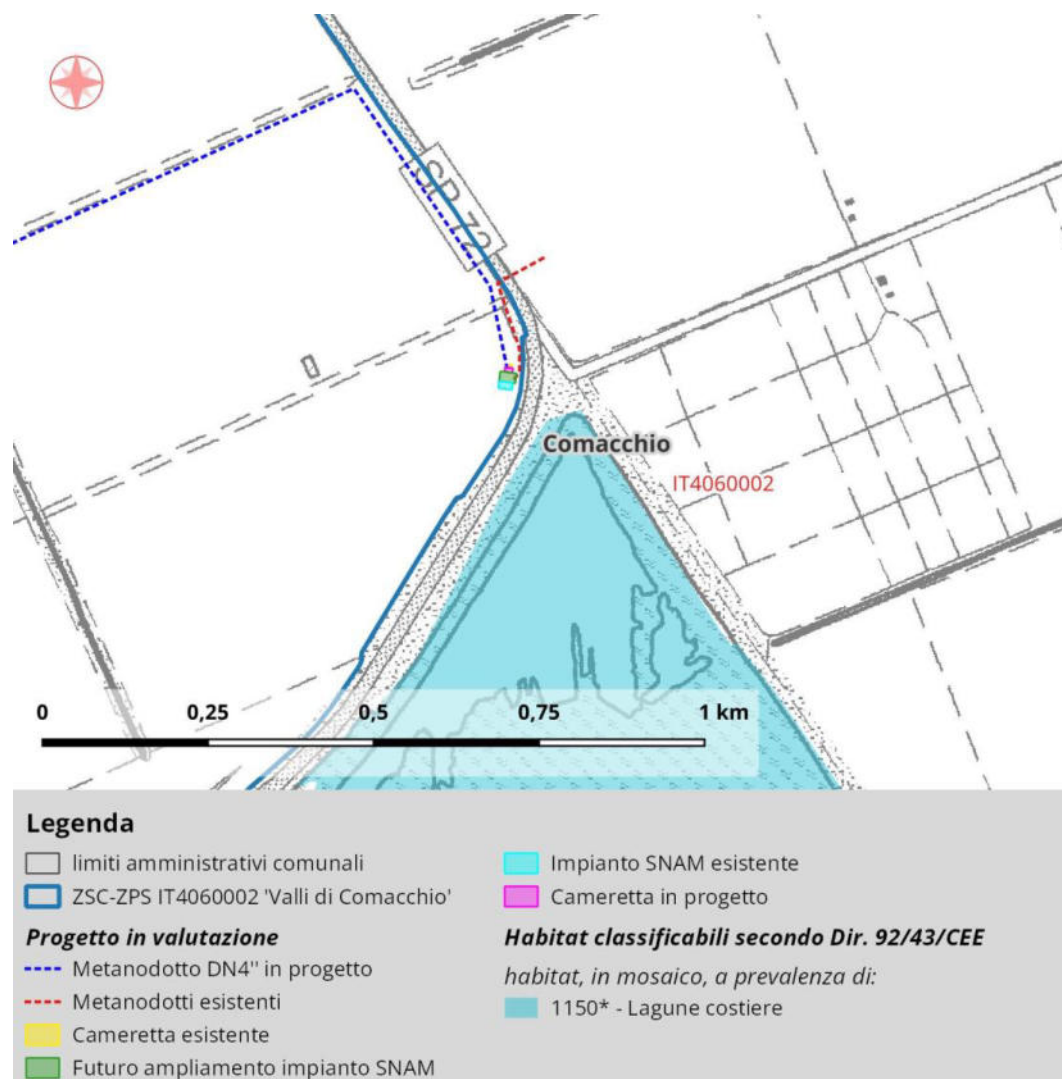 SP 72
Comacchio
IT4060002
0 0,25 0,5 0,75 1 km
Legenda
limiti amministrativi comunali
ZSC-ZPS IT4060002 'Valli di Comacchio'
Progetto in valutazione
Metanodotto DN4'' in progetto
Metanodotti esistenti
Cameretta esistente
Futuro ampliamento impianto SNAM
Impianto SNAM esistente
Cameretta in progetto
Habitat classificabili secondo Dir. 92/43/CEE
habitat, in mosaico, a prevalenza di:
1150* - Lagune costiere